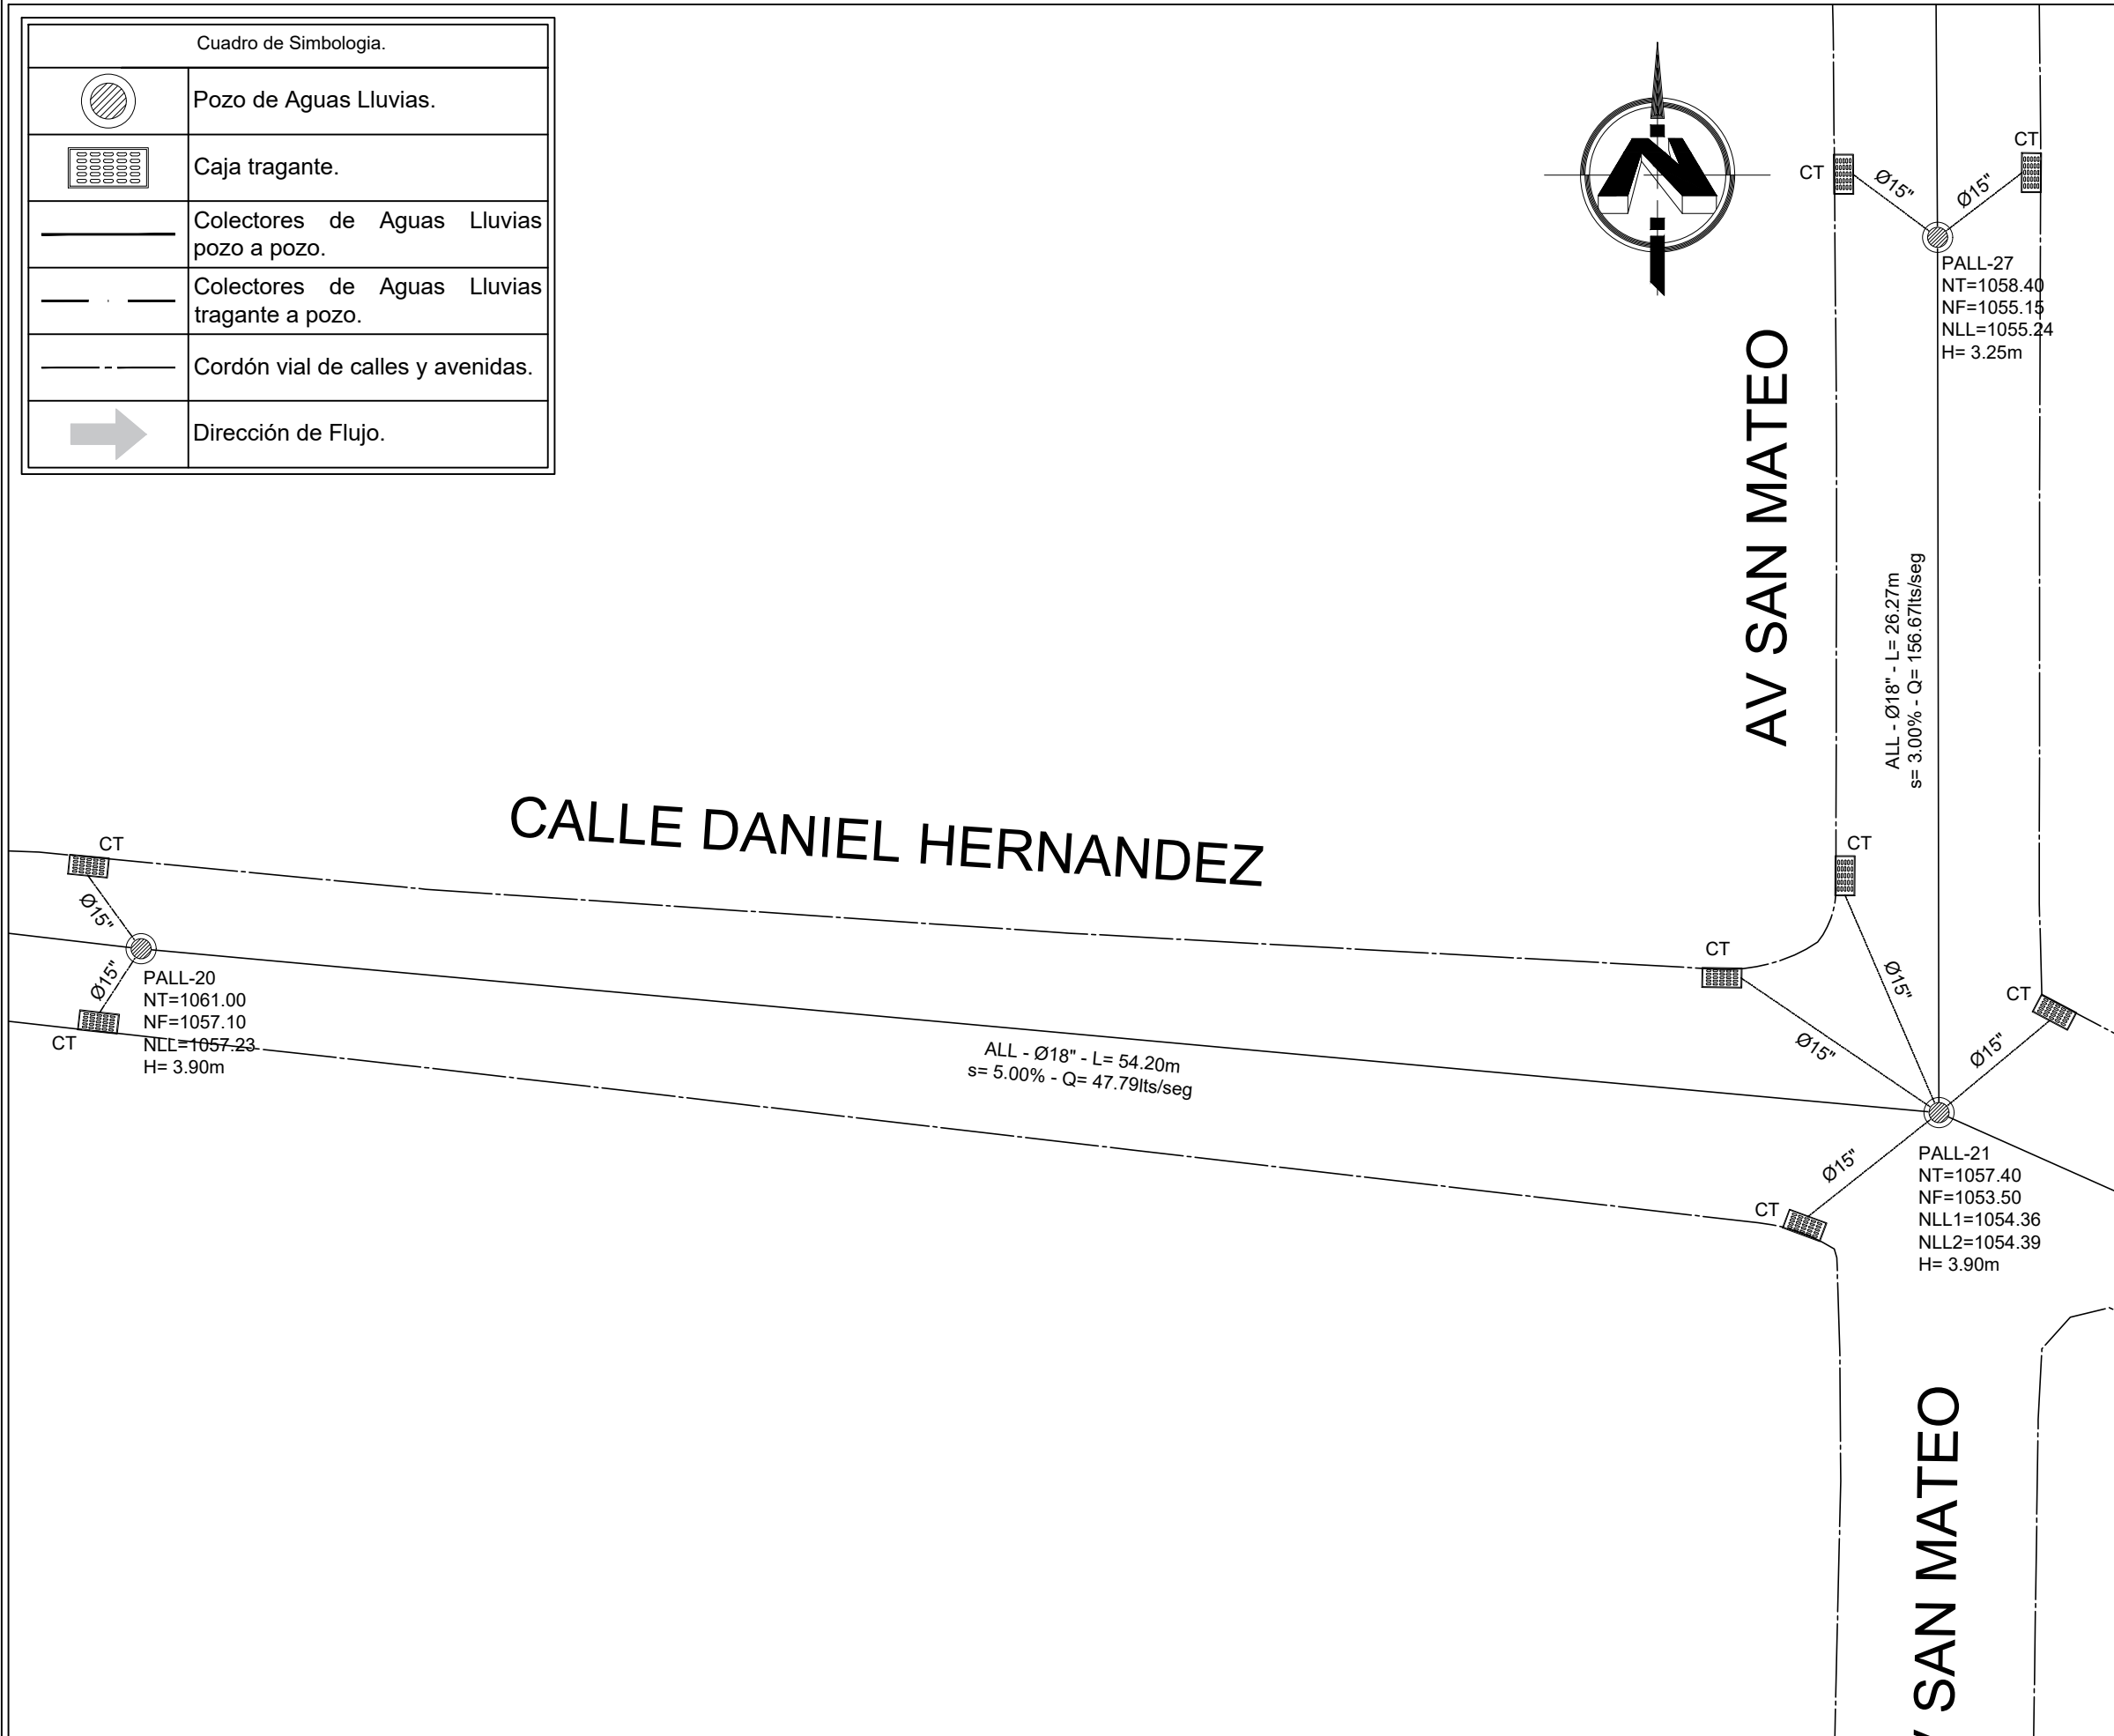 Cuadro de Simbologia.
Pozo de Aguas Lluvias.
Caja tragante.
Colectores de Aguas Lluvias
pozo a pozo.
Colectores de Aguas Lluvias
tragante a pozo.
Cordón vial de calles y avenidas.
Dirección de Flujo.
N
CT
CT
Ø15"
Ø15"
PALL-27
NT=1058.40
NF=1055.15
NLL=1055.24
H= 3.25m
AV SAN MATEO
ALL - Ø18" - L= 26.27m
s= 3.00% - Q= 156.67lts/seg
CALLE DANIEL HERNANDEZ
CT
Ø15"
Ø15"
CT
PALL-20
NT=1061.00
NF=1057.10
NLL=1057.23
H= 3.90m
ALL - Ø18" - L= 54.20m
s= 5.00% - Q= 47.79lts/seg
CT
CT
CT
Ø15"
Ø15"
Ø15"
Ø15"
CT
PALL-21
NT=1057.40
NF=1053.50
NLL1=1054.36
NLL2=1054.39
H= 3.90m
SAN MATEO